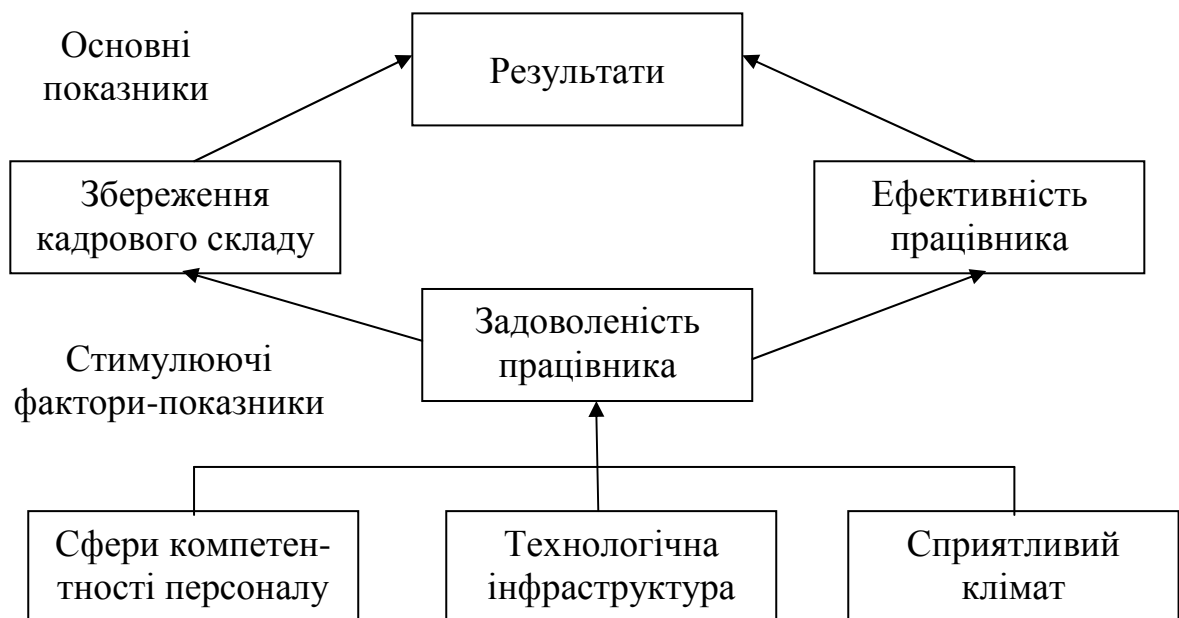 Основні
показники
Результати
Збереження
кадрового складу
Ефективність
працівника
Задоволеність
працівника
Стимулюючі
фактори-показники
Сфери компетен-
тності персоналу
Технологічна
інфраструктура
Сприятливий
клімат